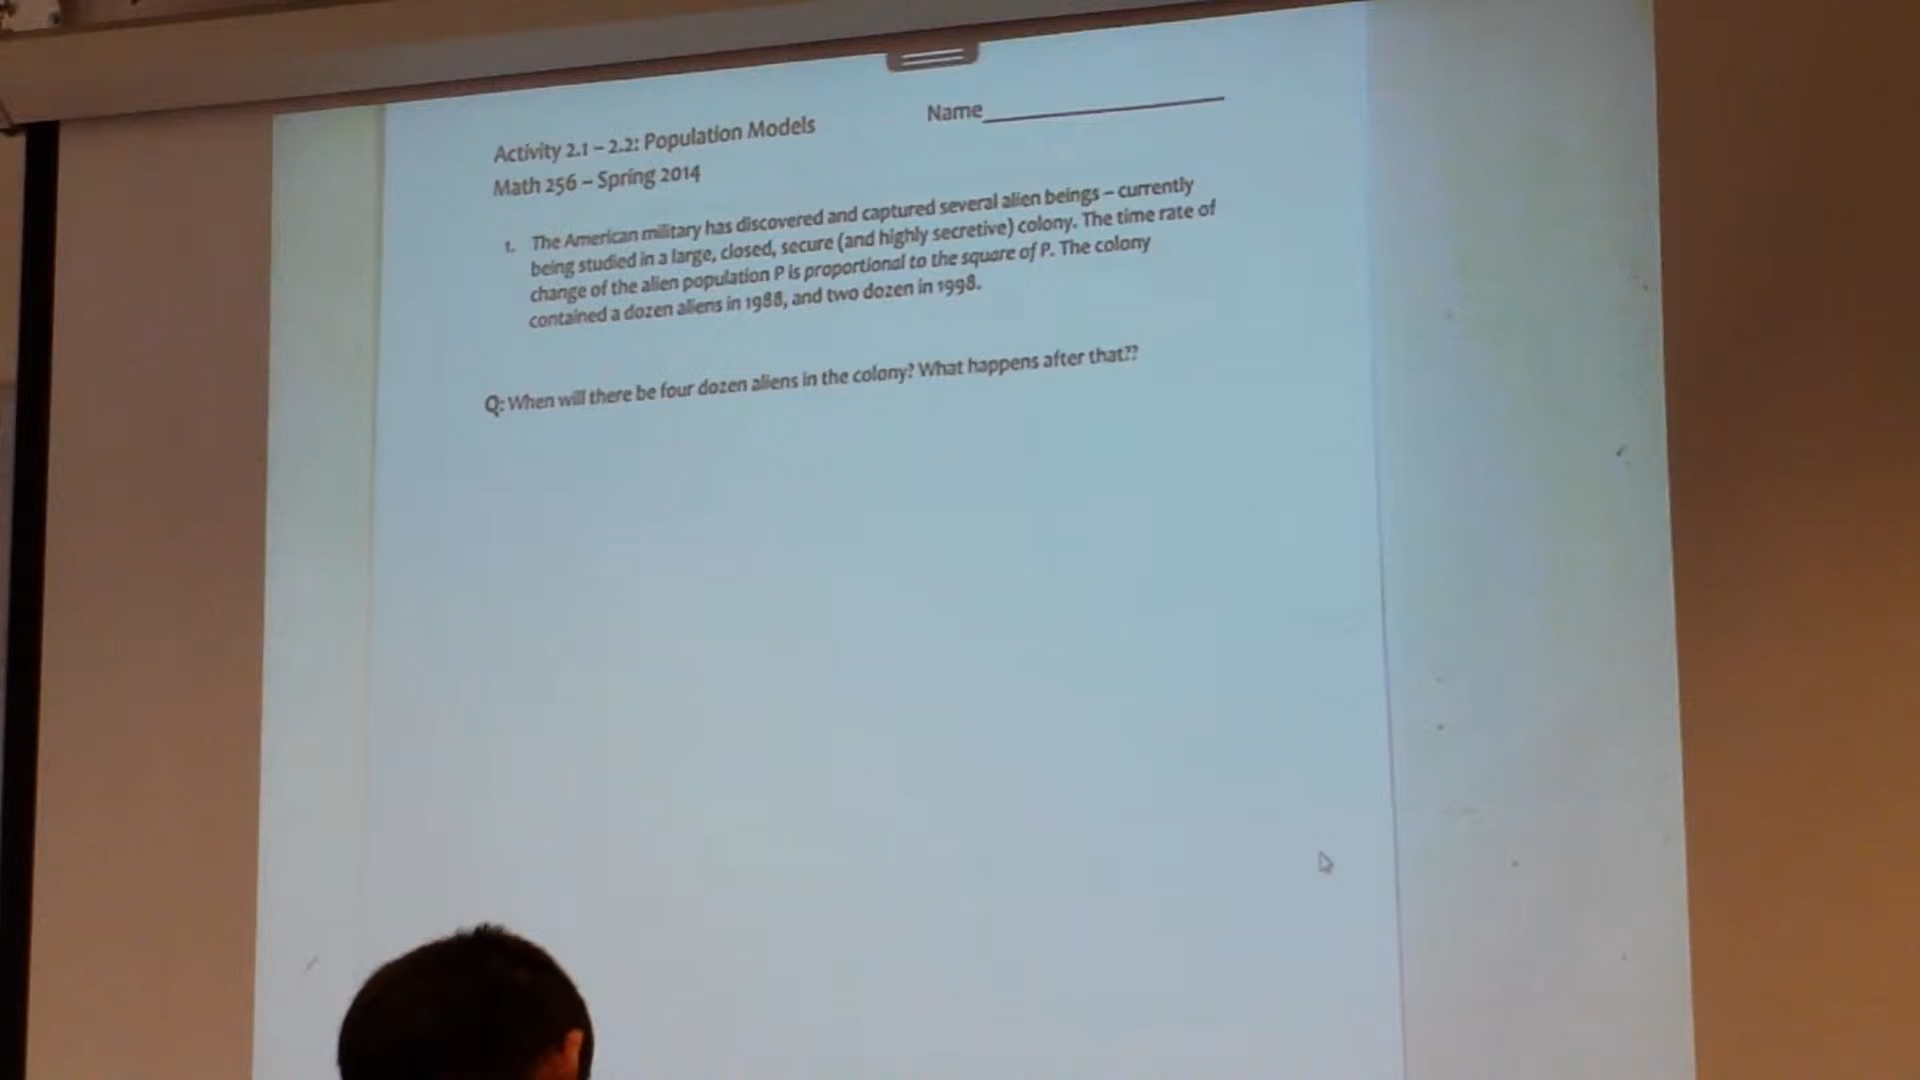 Activity 2.1 – 2.2: Population Models
Name
Math 256 – Spring 2014
1. The American military has discovered and captured several alien beings – currently
being studied in a large, closed, secure (and highly secretive) colony. The time rate of
change of the alien population P is proportional to the square of P. The colony
contained a dozen aliens in 1988, and two dozen in 1998.
Q: When will there be four dozen aliens in the colony? What happens after that??